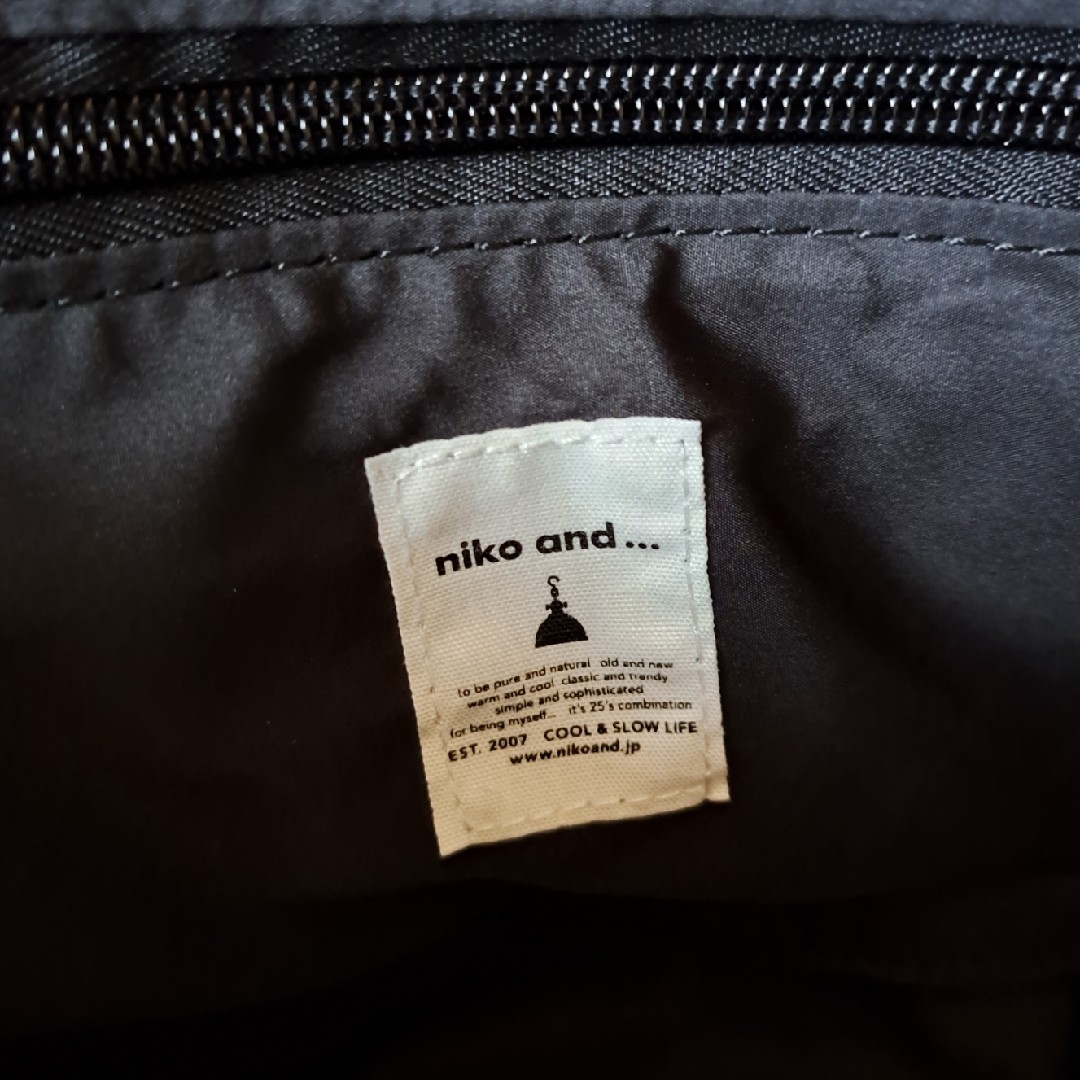 niko and...
to be pure and natural old and new
warm and cool classic and trendy
simple and sophisticated
for being myself... it's 25's combination
EST. 2007 COOL & SLOW LIFE
www.nikoand.jp